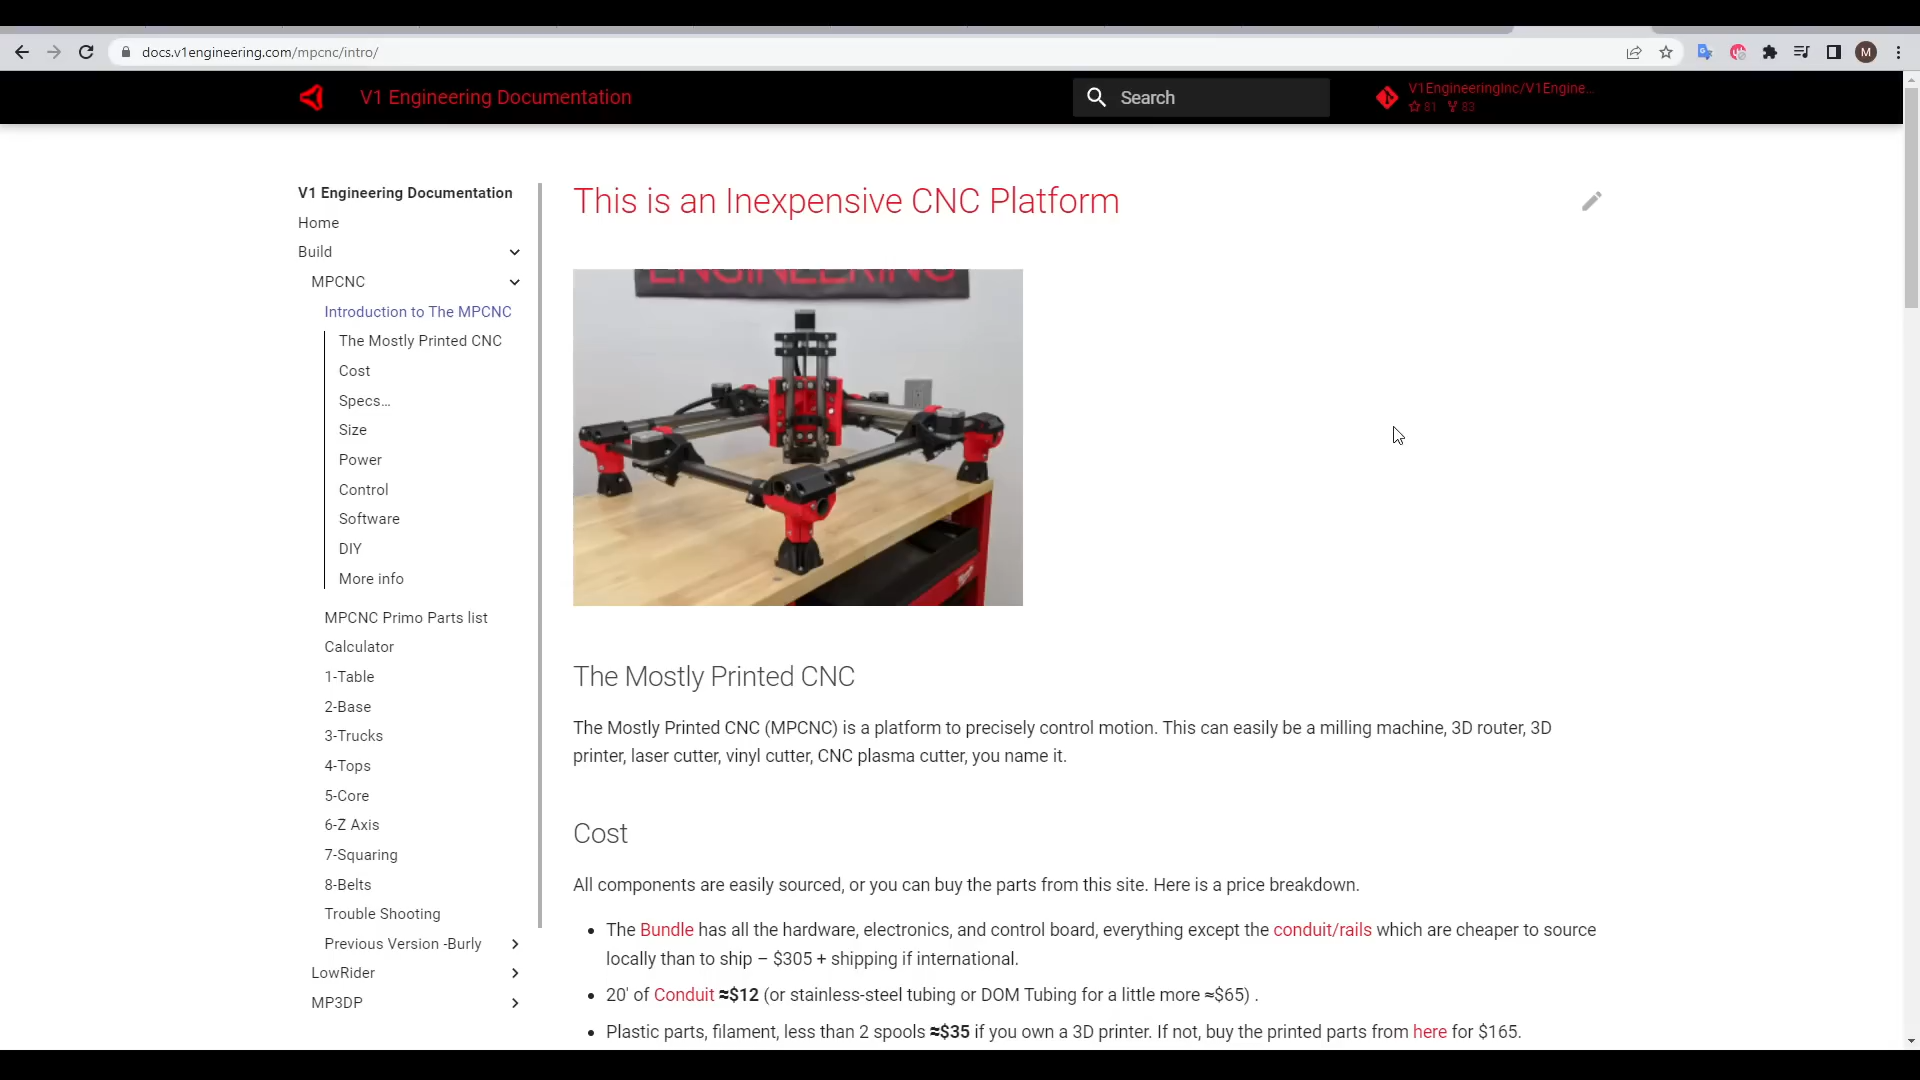 docs.v1engineering.com/mpcnc/intro/
M
V1 Engineering Documentation
Search
V1EngineeringInc/V1Engine...
81 83
V1 Engineering Documentation
Home
Build
MPCNC
Introduction to The MPCNC
The Mostly Printed CNC
Cost
Specs…
Size
Power
Control
Software
DIY
More info
MPCNC Primo Parts list
Calculator
1-Table
2-Base
3-Trucks
4-Tops
5-Core
6-Z Axis
7-Squaring
8-Belts
Trouble Shooting
Previous Version -Burly
LowRider
MP3DP
This is an Inexpensive CNC Platform
ENGINEERING
The Mostly Printed CNC
The Mostly Printed CNC (MPCNC) is a platform to precisely control motion. This can easily be a milling machine, 3D router, 3D
printer, laser cutter, vinyl cutter, CNC plasma cutter, you name it.
Cost
All components are easily sourced, or you can buy the parts from this site. Here is a price breakdown.
The Bundle has all the hardware, electronics, and control board, everything except the conduit/rails which are cheaper to source
locally than to ship – $305 + shipping if international.
20' of Conduit ≈$12 (or stainless-steel tubing or DOM Tubing for a little more ≈$65) .
Plastic parts, filament, less than 2 spools ≈$35 if you own a 3D printer. If not, buy the printed parts from here for $165.